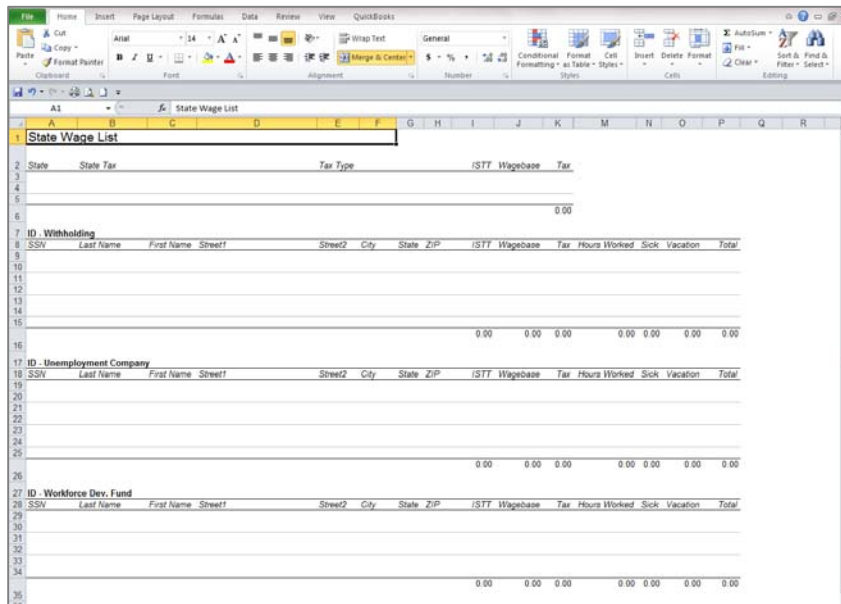 File Home Insert Page Layout Formulas Data Review View QuickBooks
Cut
Copy
Format Painter
Paste
Clipboard
Arial 14 A A
B I U A
Font
Wrap Text
Merge & Center
Alignment
General
$ % ,
Number
Conditional Formatting Format as Table Cell Styles
Styles
Insert Delete Format
Cells
Σ AutoSum
Fill
Clear
Sort & Filter Find & Select
Editing
A1 fx State Wage List
A B C D E F G H I J K M N O P Q R
1 State Wage List
2 State State Tax Tax Type ISTT Wagebase Tax
3
4
5
6 0.00
7 ID - Withholding
8 SSN Last Name First Name Street1 Street2 City State ZIP ISTT Wagebase Tax Hours Worked Sick Vacation Total
9
10
11
12
13
14
15
16 0.00 0.00 0.00 0.00 0.00 0.00 0.00
17 ID - Unemployment Company
18 SSN Last Name First Name Street1 Street2 City State ZIP ISTT Wagebase Tax Hours Worked Sick Vacation Total
19
20
21
22
23
24
25
26 0.00 0.00 0.00 0.00 0.00 0.00 0.00
27 ID - Workforce Dev. Fund
28 SSN Last Name First Name Street1 Street2 City State ZIP ISTT Wagebase Tax Hours Worked Sick Vacation Total
29
30
31
32
33
34
35 0.00 0.00 0.00 0.00 0.00 0.00 0.00